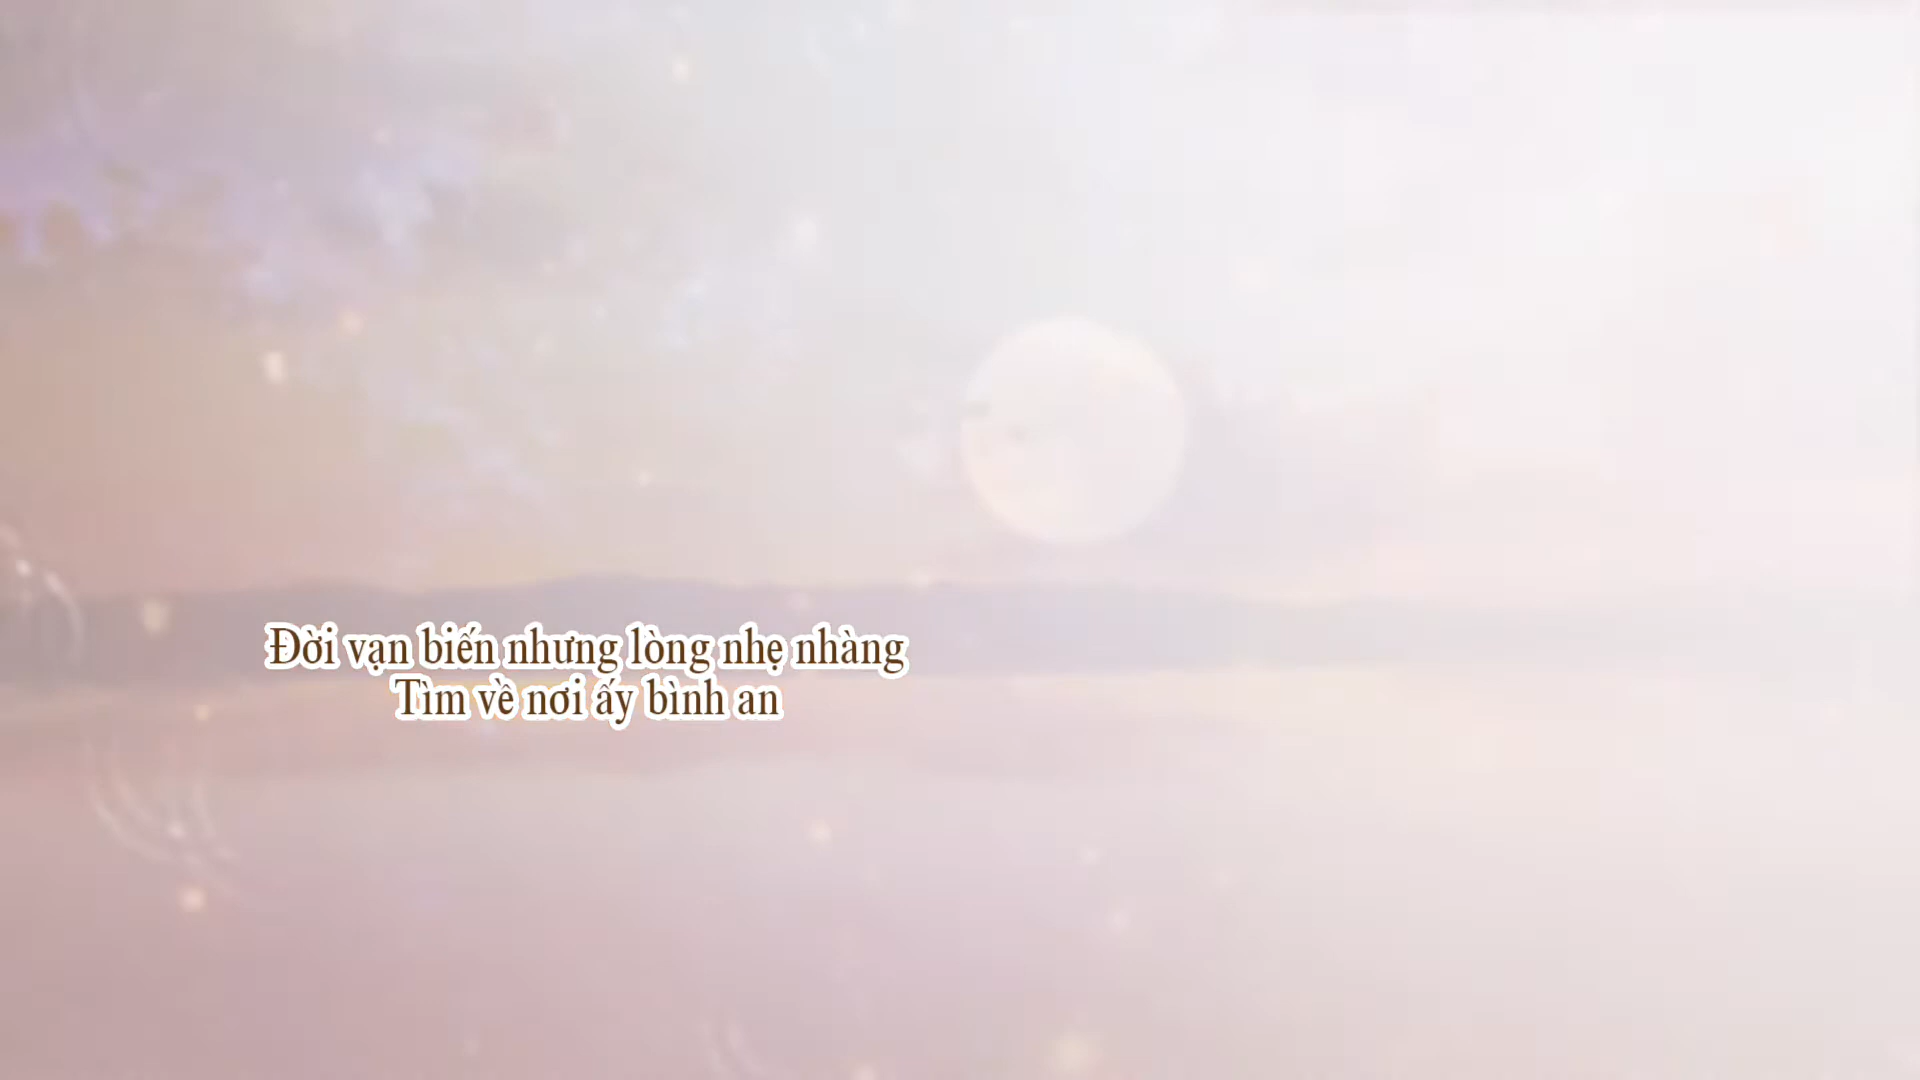 Đời vạn biến nhưng lòng nhẹ nhàng
Tìm về nơi ấy bình an